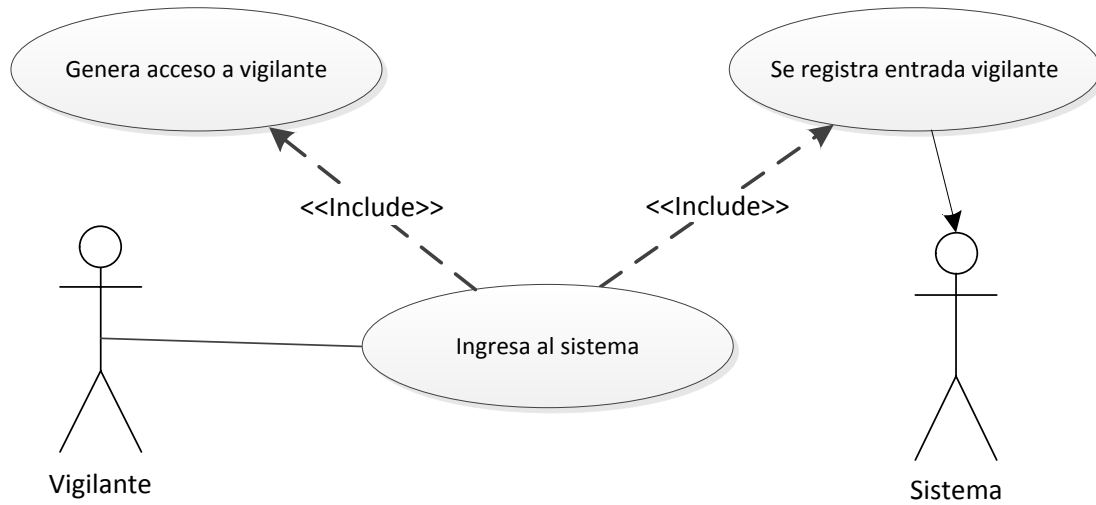 Genera acceso a vigilante
Se registra entrada vigilante
<<Include>>
<<Include>>
Ingresa al sistema
Vigilante
Sistema